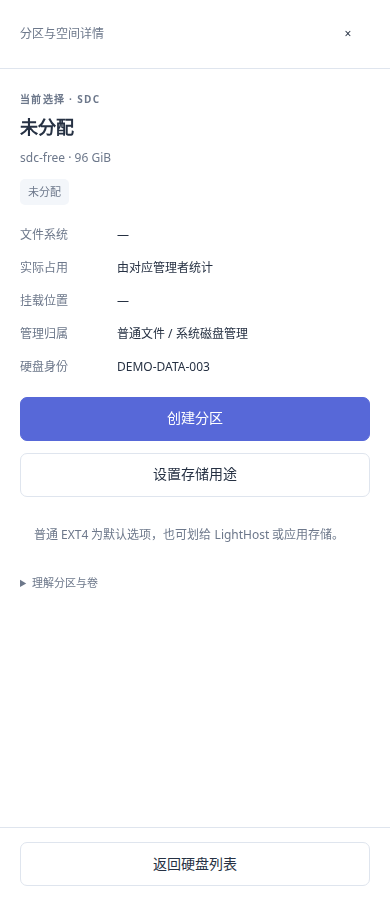 分区与空间详情 ×
当前选择 · SDC
未分配
sdc-free · 96 GiB
未分配
文件系统 —
实际占用 由对应管理者统计
挂载位置 —
管理归属 普通文件 / 系统磁盘管理
硬盘身份 DEMO-DATA-003
创建分区
设置存储用途
普通 EXT4 为默认选项，也可划给 LightHost 或应用存储。
▶ 理解分区与卷
返回硬盘列表